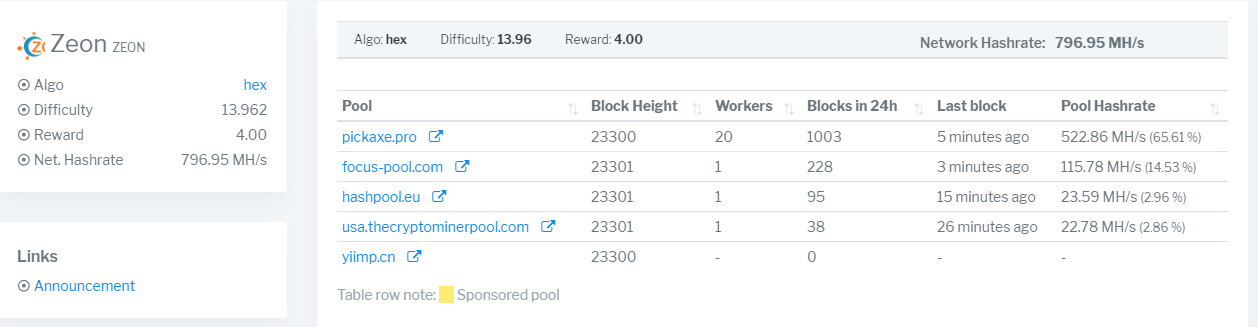 Zeon ZEON
Algo hex
Difficulty 13.962
Reward 4.00
Net. Hashrate 796.95 MH/s
Links
Announcement
Algo: hex Difficulty: 13.96 Reward: 4.00 Network Hashrate: 796.95 MH/s
Pool Block Height Workers Blocks in 24h Last block Pool Hashrate
pickaxe.pro 23300 20 1003 5 minutes ago 522.86 MH/s (65.61 %)
focus-pool.com 23301 1 228 3 minutes ago 115.78 MH/s (14.53 %)
hashpool.eu 23301 1 95 15 minutes ago 23.59 MH/s (2.96 %)
usa.thecryptominerpool.com 23301 1 38 26 minutes ago 22.78 MH/s (2.86 %)
yiimp.cn 23300 - 0 - -
Table row note: Sponsored pool